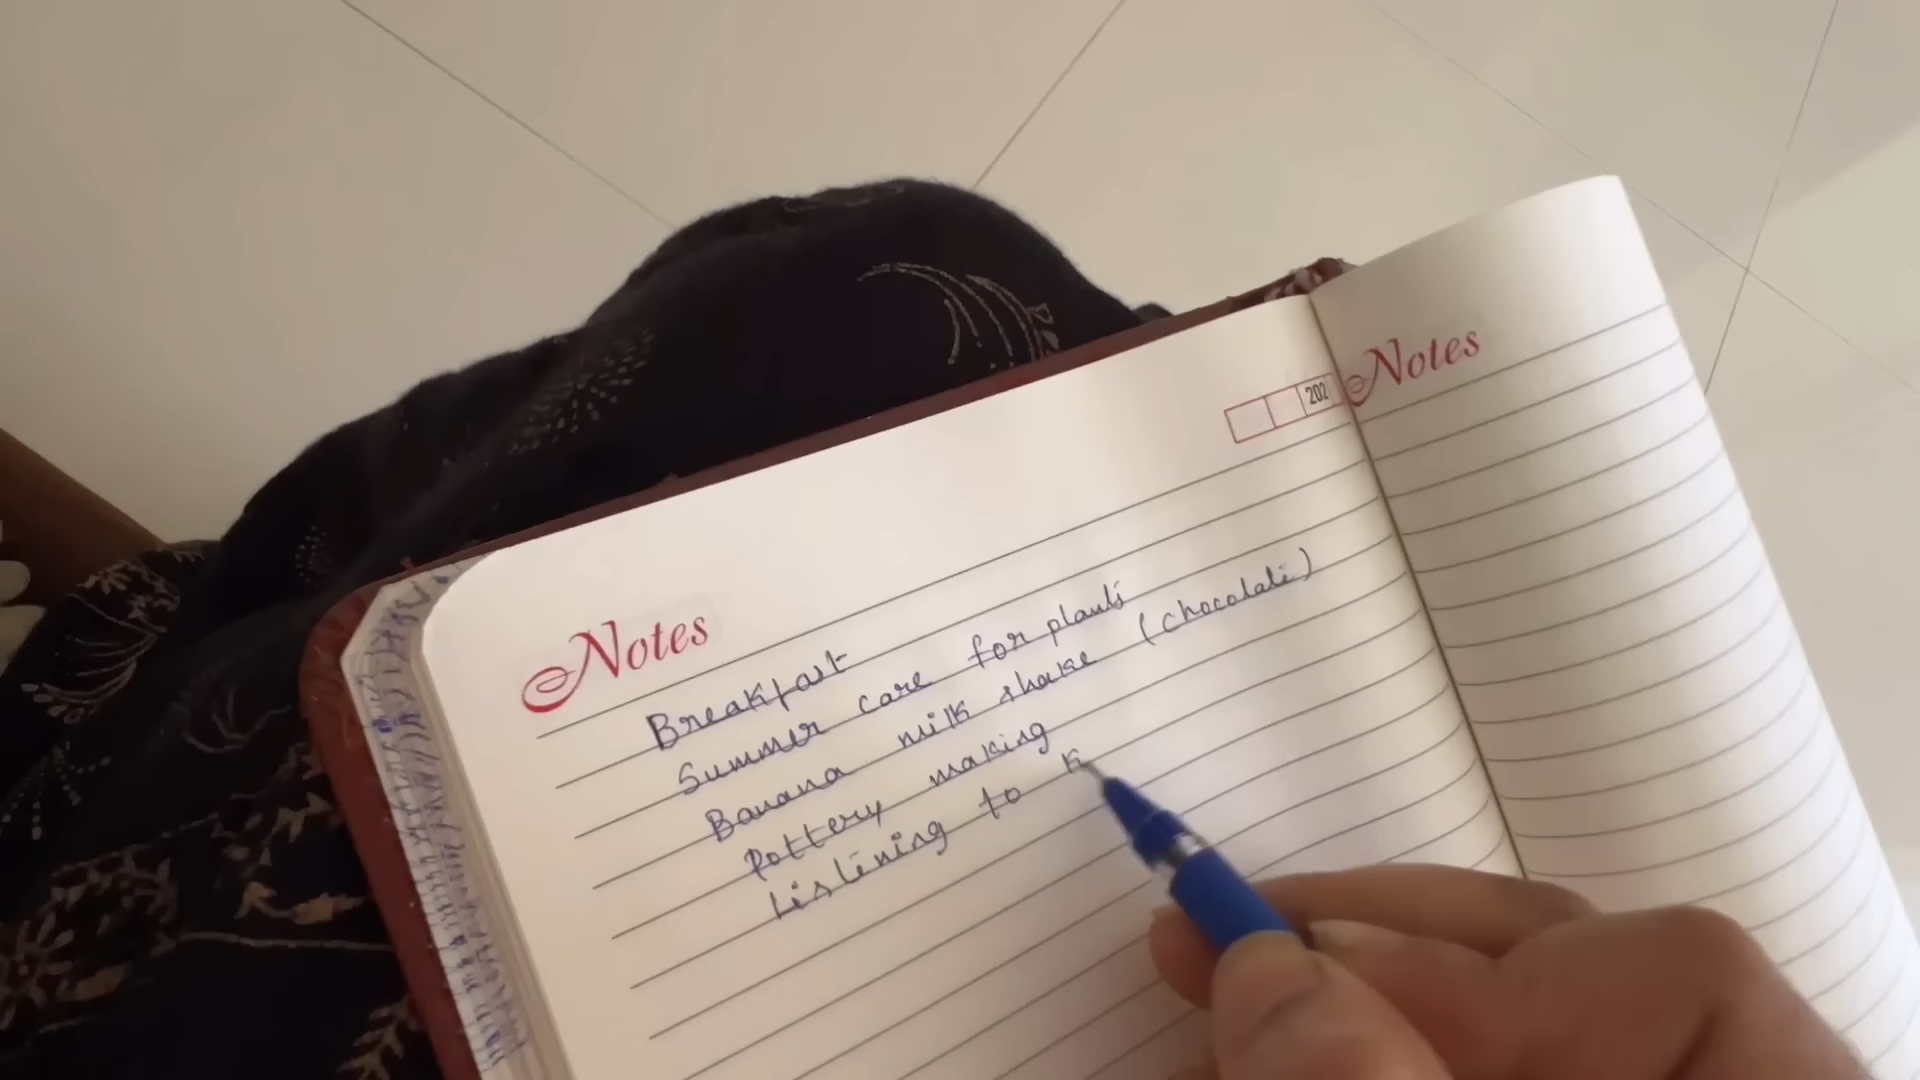 Notes
202
Breakfast
Summer care for plants
Banana milk shake (chocolate)
Pottery making
Listening to K
Notes